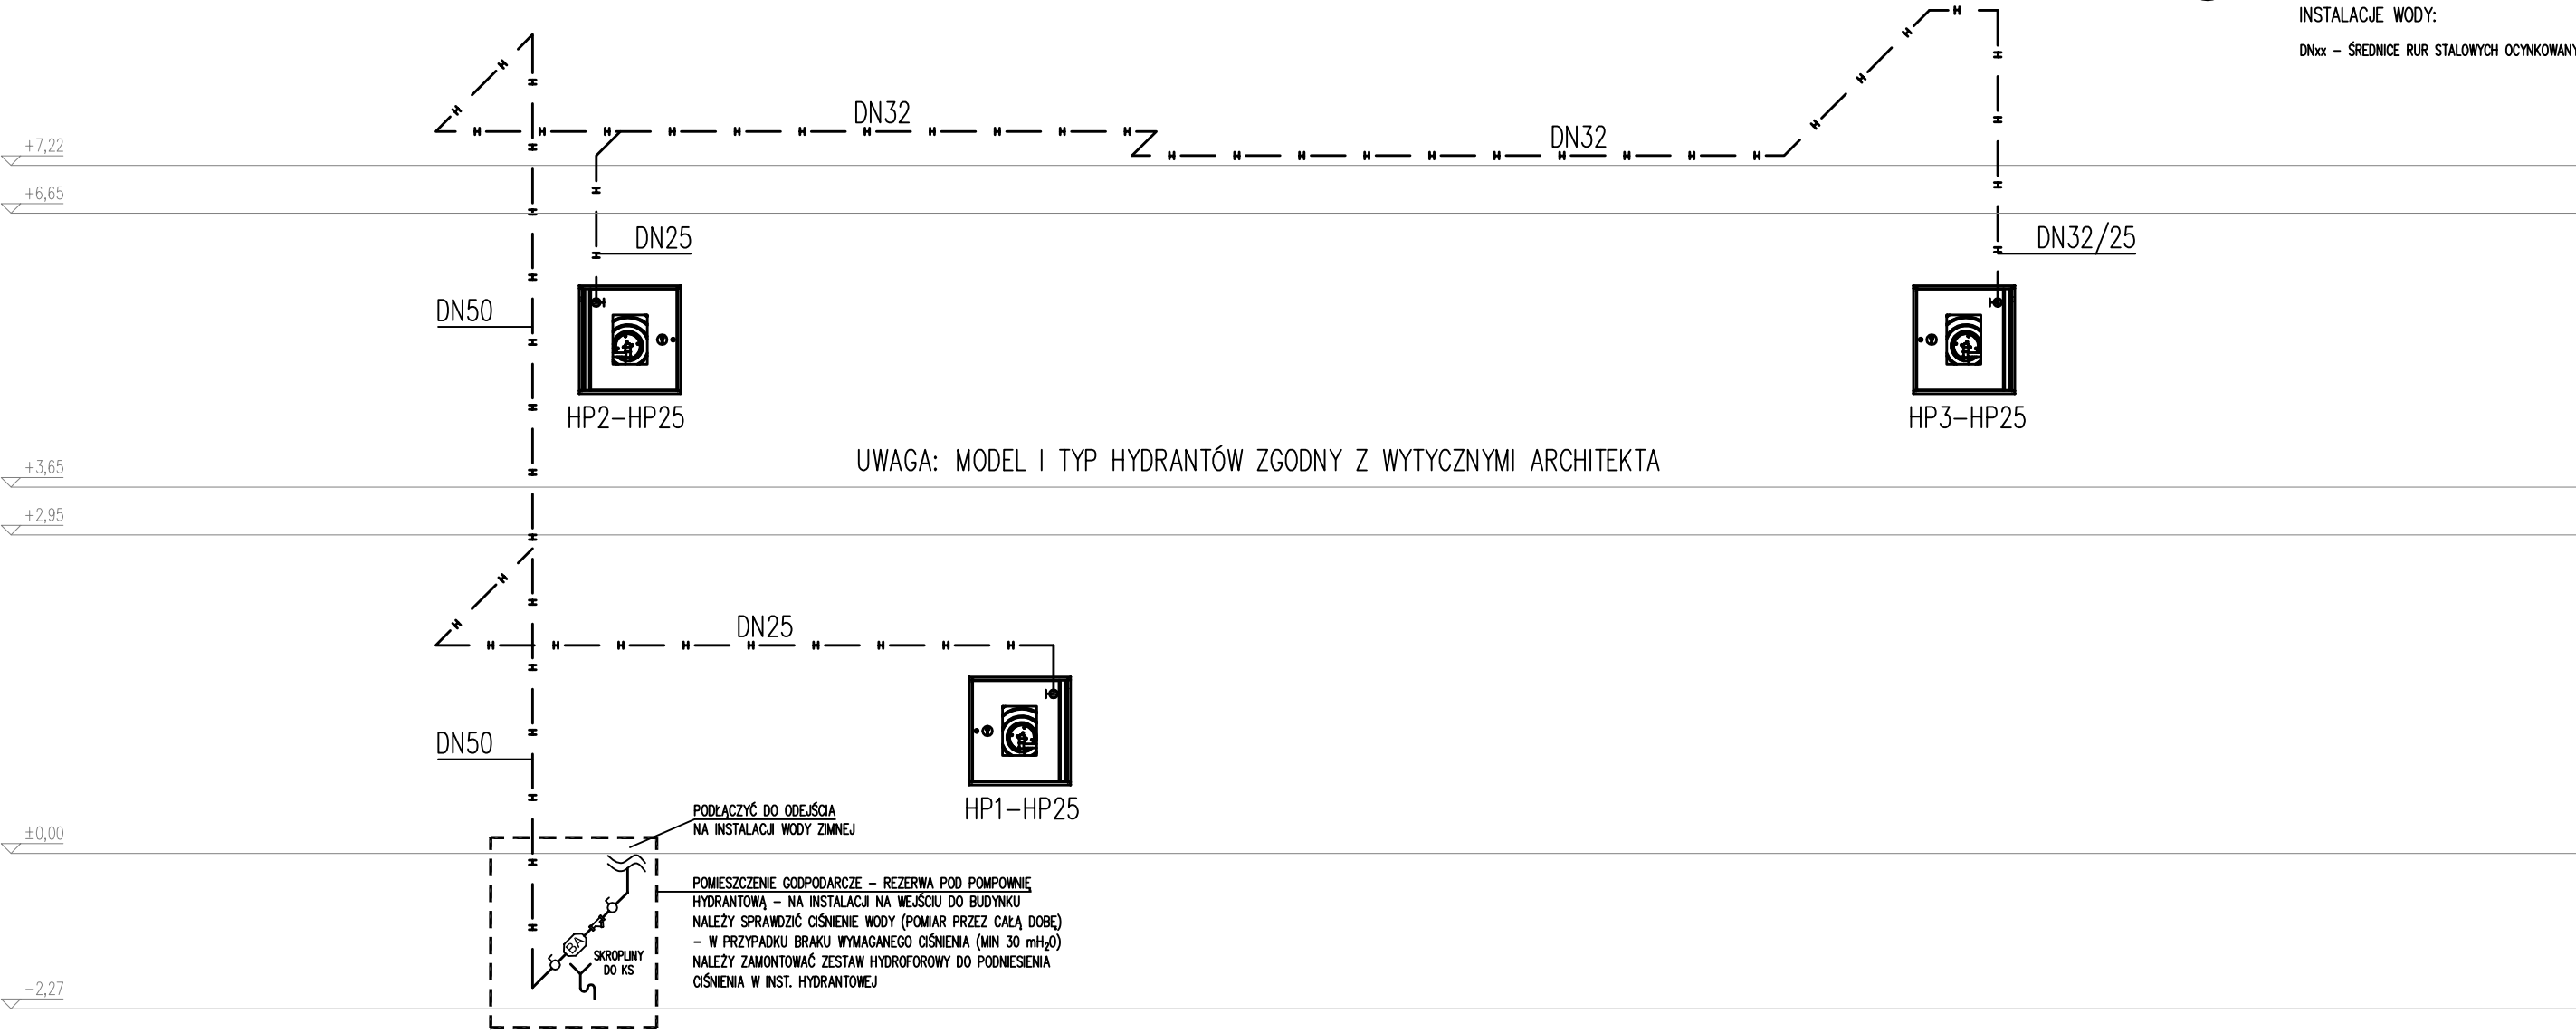 INSTALACJE WODY:
DNxx – ŚREDNICE RUR STALOWYCH OCYNKOWANY
DN32
DN32
+7,22
+6,65
DN25
DN32/25
DN50
HP2–HP25
HP3–HP25
UWAGA: MODEL I TYP HYDRANTÓW ZGODNY Z WYTYCZNYMI ARCHITEKTA
+3,65
+2,95
DN25
DN50
HP1–HP25
PODŁĄCZYĆ DO ODEJŚCIA
NA INSTALACJI WODY ZIMNEJ
±0,00
POMIESZCZENIE GODPODARCZE – REZERWA POD POMPOWNIĘ
HYDRANTOWĄ – NA INSTALACJI NA WEJŚCIU DO BUDYNKU
NALEŻY SPRAWDZIĆ CIŚNIENIE WODY (POMIAR PRZEZ CAŁĄ DOBĘ)
– W PRZYPADKU BRAKU WYMAGANEGO CIŚNIENIA (MIN 30 mH₂O)
NALEŻY ZAMONTOWAĆ ZESTAW HYDROFOROWY DO PODNIESIENIA
CIŚNIENIA W INST. HYDRANTOWEJ
BA
SKROPLINY
DO KS
–2,27